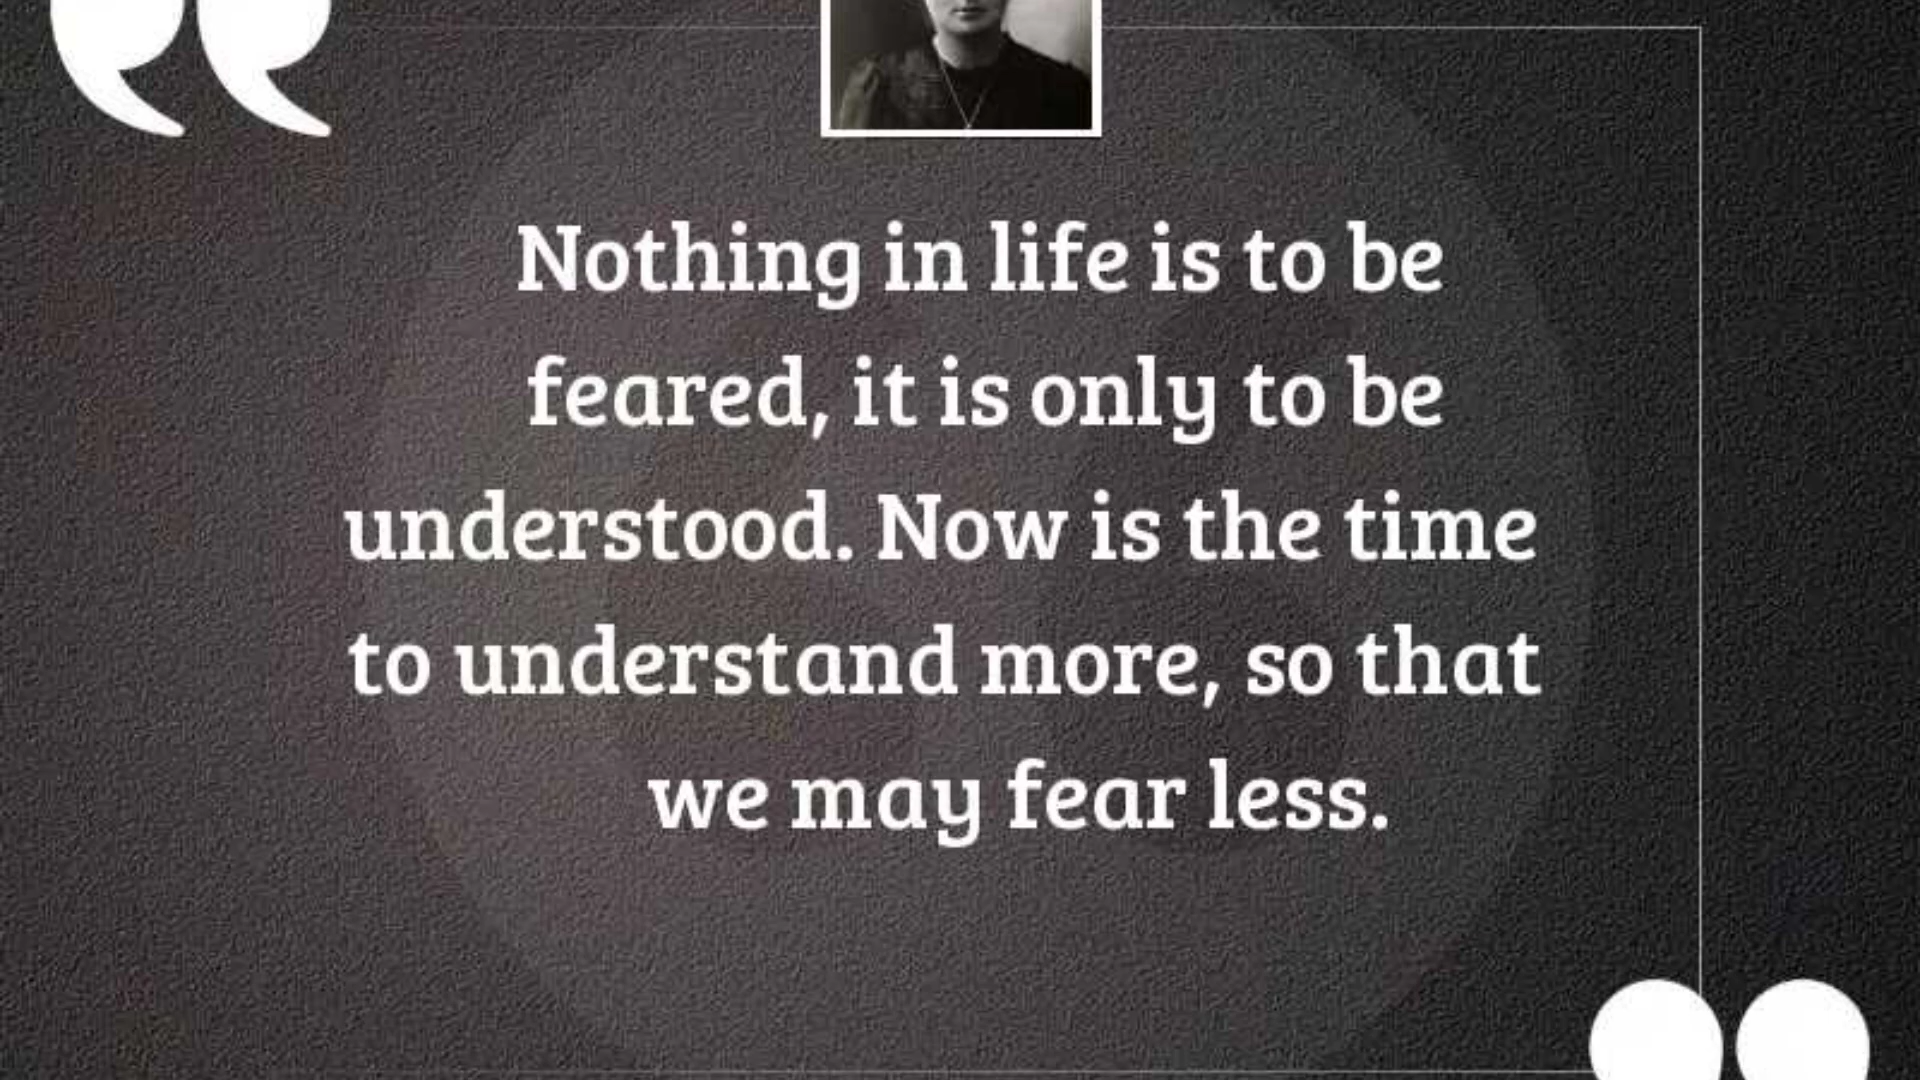 Nothing in life is to be
feared, it is only to be
understood. Now is the time
to understand more, so that
we may fear less.